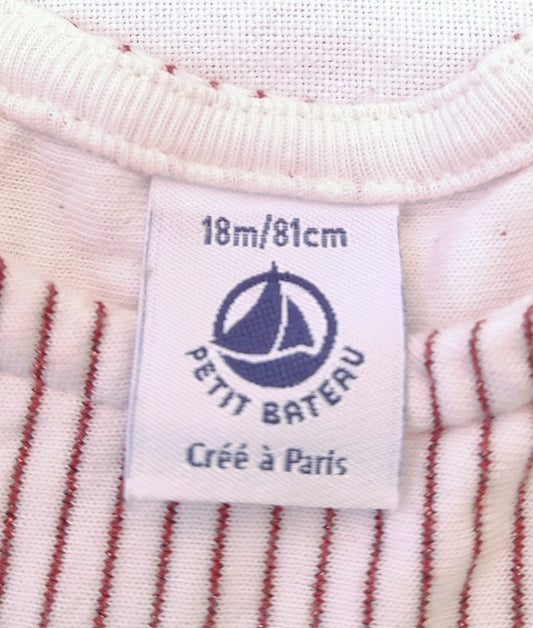 18m/81cm
PETIT BATEAU
Créé à Paris